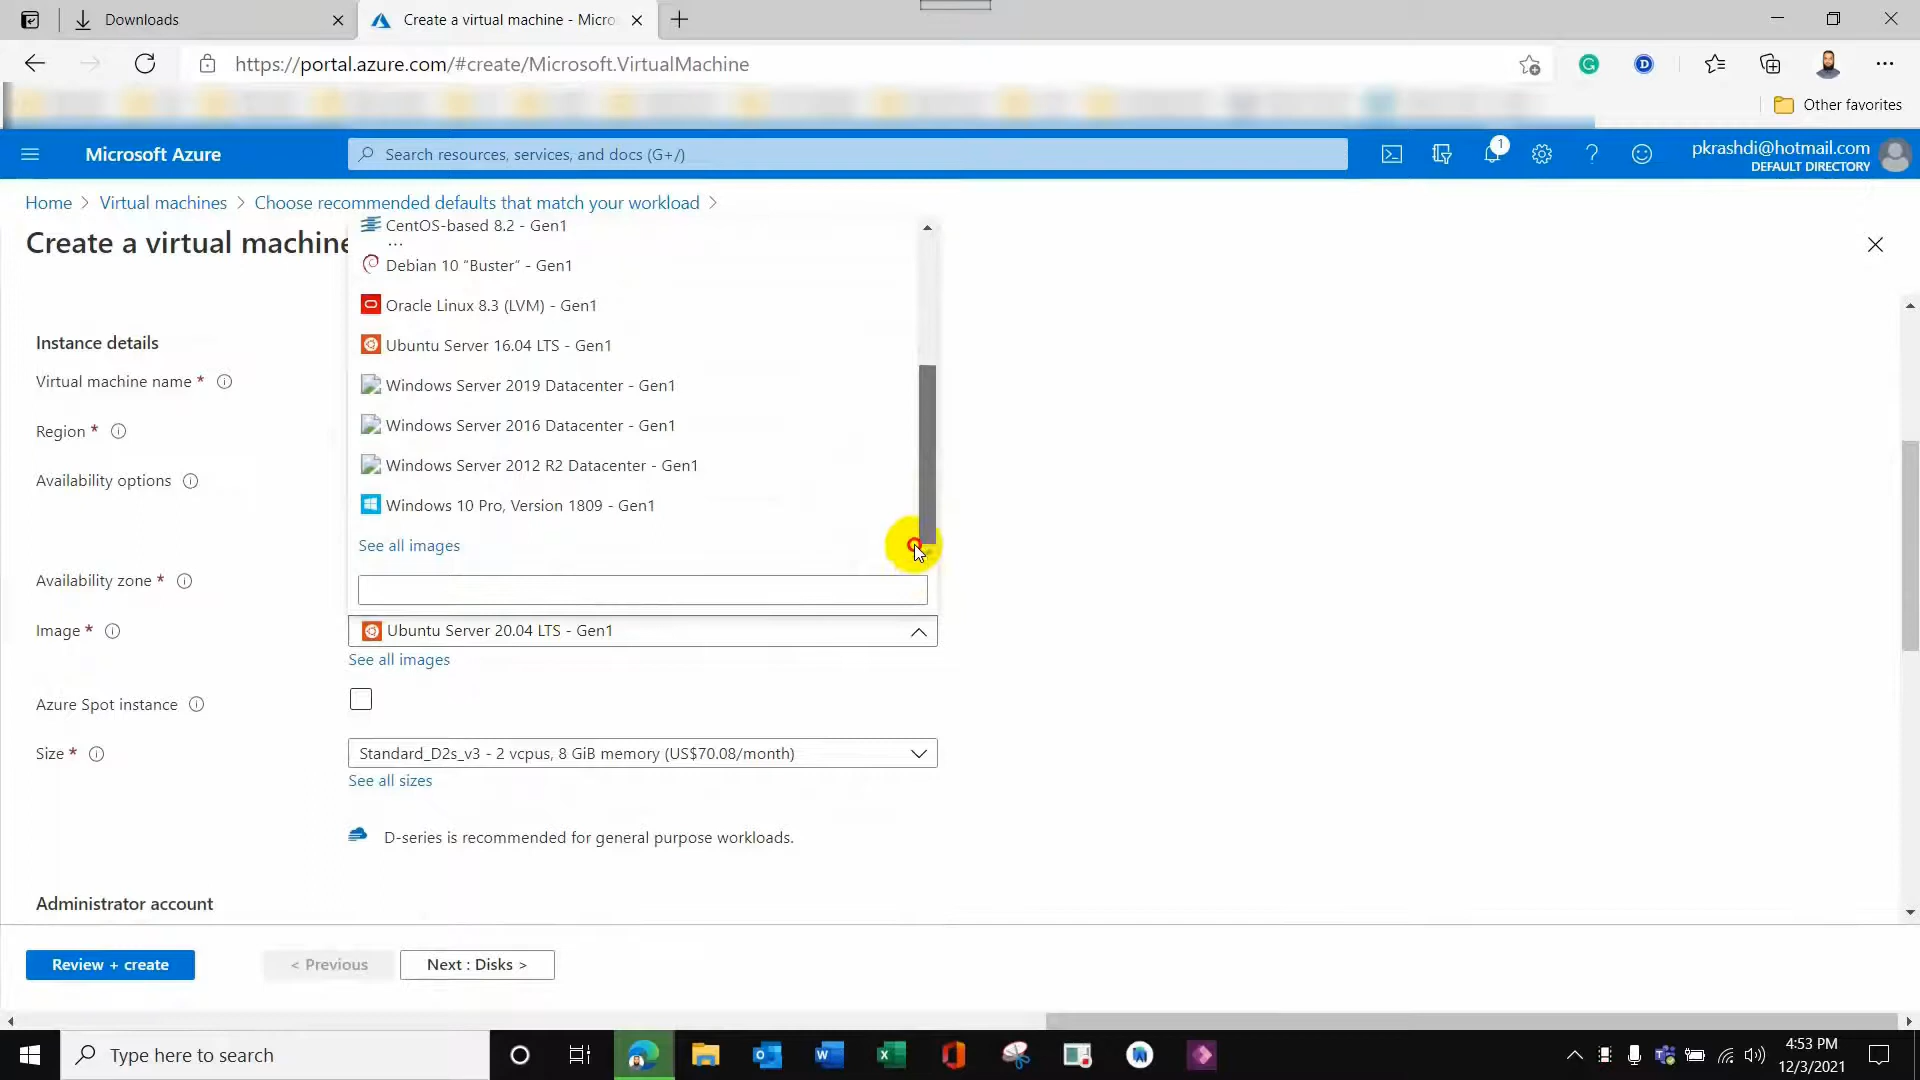 Downloads
Create a virtual machine - Micro
https://portal.azure.com/#create/Microsoft.VirtualMachine
Other favorites
Microsoft Azure
Search resources, services, and docs (G+/)
1
pkrashdi@hotmail.com
DEFAULT DIRECTORY
Home > Virtual machines > Choose recommended defaults that match your workload >
Create a virtual machine
CentOS-based 8.2 - Gen1
...
Debian 10 "Buster" - Gen1
Oracle Linux 8.3 (LVM) - Gen1
Instance details
Ubuntu Server 16.04 LTS - Gen1
Virtual machine name *
Windows Server 2019 Datacenter - Gen1
Region *
Windows Server 2016 Datacenter - Gen1
Availability options
Windows Server 2012 R2 Datacenter - Gen1
Windows 10 Pro, Version 1809 - Gen1
See all images
Availability zone *
Image *
Ubuntu Server 20.04 LTS - Gen1
See all images
Azure Spot instance
Size *
Standard_D2s_v3 - 2 vcpus, 8 GiB memory (US$70.08/month)
See all sizes
D-series is recommended for general purpose workloads.
Administrator account
Review + create
< Previous
Next : Disks >
Type here to search
4:53 PM
12/3/2021